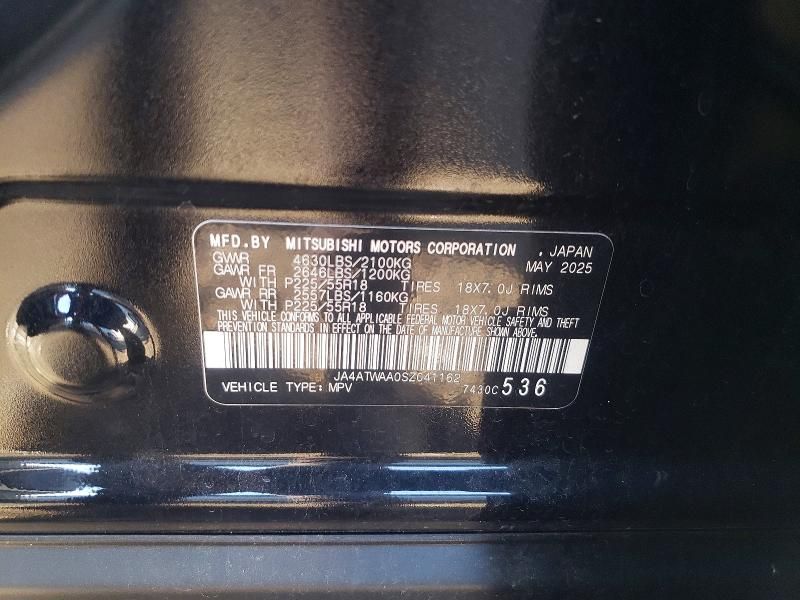 MFD.BY MITSUBISHI MOTORS CORPORATION , JAPAN
GVWR 4630LBS/2100KG MAY 2025
GAWR FR 2646LBS/1200KG
WITH P225/55R18 TIRES 18X7.0J RIMS
GAWR RR 2557LBS/1160KG
WITH P225/55R18 TIRES 18X7.0J RIMS
THIS VEHICLE CONFORMS TO ALL APPLICABLE FEDERAL MOTOR VEHICLE SAFETY AND THEFT
PREVENTION STANDARDS IN EFFECT ON THE DATE OF MANUFACTURE SHOWN ABOVE.
JA4ATWAA0SZ041162
VEHICLE TYPE:MPV 7430C 536